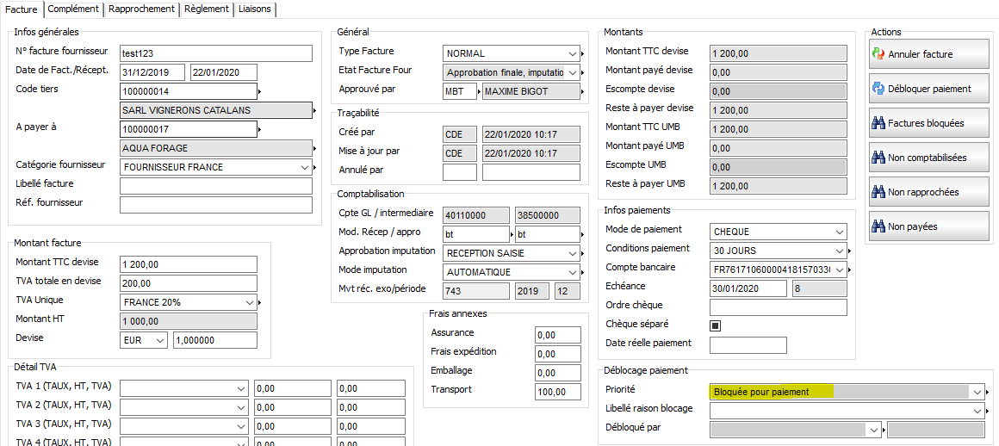 Facture Complément Rapprochement Règlement Liaisons
Infos générales
N° facture fournisseur test123
Date de Fact./Récept. 31/12/2019 22/01/2020
Code tiers 100000014
SARL VIGNERONS CATALANS
A payer à 100000017
AQUA FORAGE
Catégorie fournisseur FOURNISSEUR FRANCE
Libellé facture
Réf. fournisseur
Montant facture
Montant TTC devise 1 200,00
TVA totale en devise 200,00
TVA Unique FRANCE 20%
Montant HT 1 000,00
Devise EUR 1,000000
Détail TVA
TVA 1 (TAUX, HT, TVA) 0,00 0,00
TVA 2 (TAUX, HT, TVA) 0,00 0,00
TVA 3 (TAUX, HT, TVA) 0,00 0,00
TVA 4 (TAUX, HT, TVA) 0,00 0,00
Général
Type Facture NORMAL
Etat Facture Four Approbation finale, imputatio
Approuvé par MBT MAXIME BIGOT
Traçabilité
Créé par CDE 22/01/2020 10:17
Mise à jour par CDE 22/01/2020 10:17
Annulé par
Comptabilisation
Cpte GL / intermediaire 40110000 38500000
Mod. Récep / appro bt bt
Approbation imputation RECEPTION SAISIE
Mode imputation AUTOMATIQUE
Mvt réc. exo/période 743 2019 12
Frais annexes
Assurance 0,00
Frais expédition 0,00
Emballage 0,00
Transport 100,00
Montants
Montant TTC devise 1 200,00
Montant payé devise 0,00
Escompte devise 0,00
Reste à payer devise 1 200,00
Montant TTC UMB 1 200,00
Montant payé UMB 0,00
Escompte UMB 0,00
Reste à payer UMB 1 200,00
Infos paiements
Mode de paiement CHEQUE
Conditions paiement 30 JOURS
Compte bancaire FR761710600004181570330
Echéance 30/01/2020 8
Ordre chèque
Chèque séparé
Date réelle paiement
Déblocage paiement
Priorité Bloquée pour paiement
Libellé raison blocage
Débloqué par
Actions
Annuler facture
Débloquer paiement
Factures bloquées
Non comptabilisées
Non rapprochées
Non payées